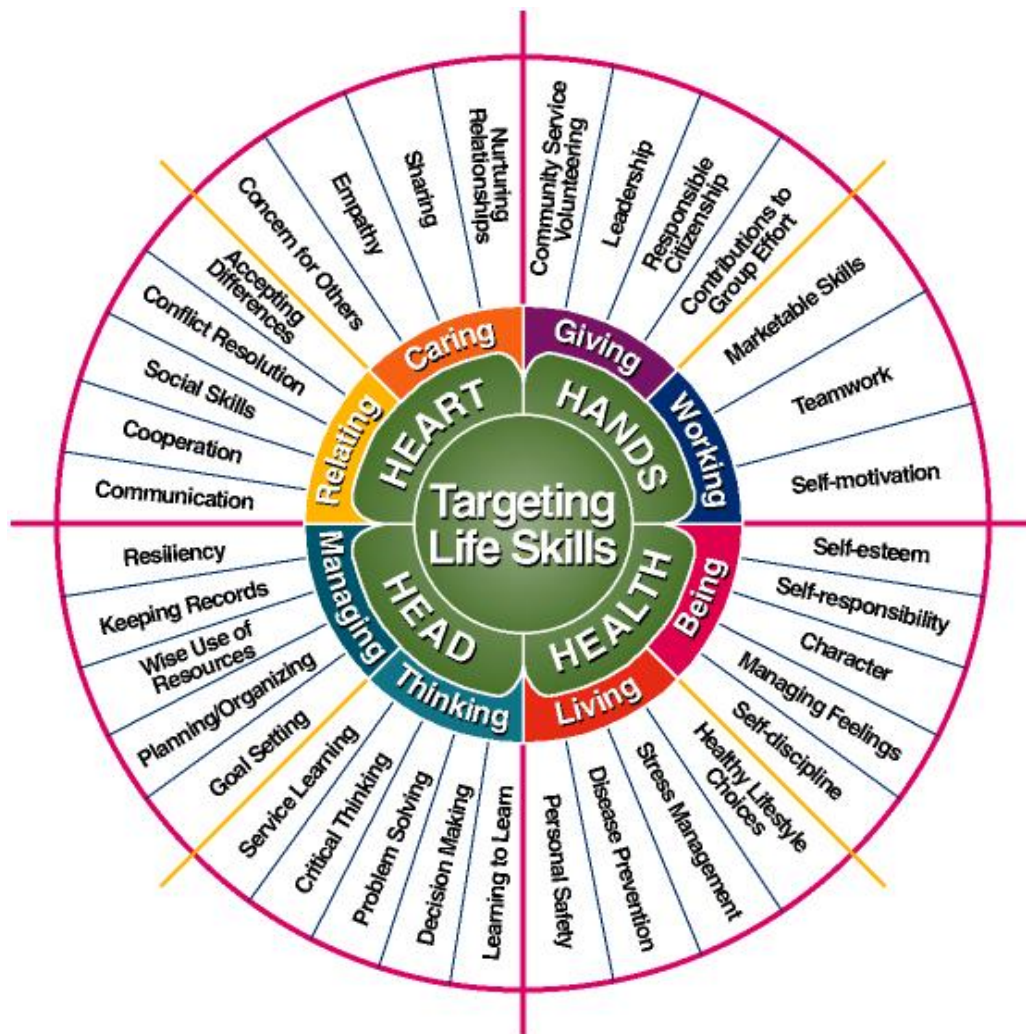 Targeting
Life Skills
HEART
HANDS
HEALTH
HEAD
Caring
Giving
Working
Being
Living
Thinking
Managing
Relating
Nurturing
Relationships
Sharing
Empathy
Concern for Others
Accepting
Differences
Conflict Resolution
Social Skills
Cooperation
Communication
Community Service
Volunteering
Leadership
Responsible
Citizenship
Contributions to
Group Effort
Marketable Skills
Teamwork
Self-motivation
Self-esteem
Self-responsibility
Character
Managing Feelings
Self-discipline
Healthy Lifestyle
Choices
Stress Management
Disease Prevention
Personal Safety
Learning to Learn
Decision Making
Problem Solving
Critical Thinking
Service Learning
Goal Setting
Planning/Organizing
Wise Use of
Resources
Keeping Records
Resiliency